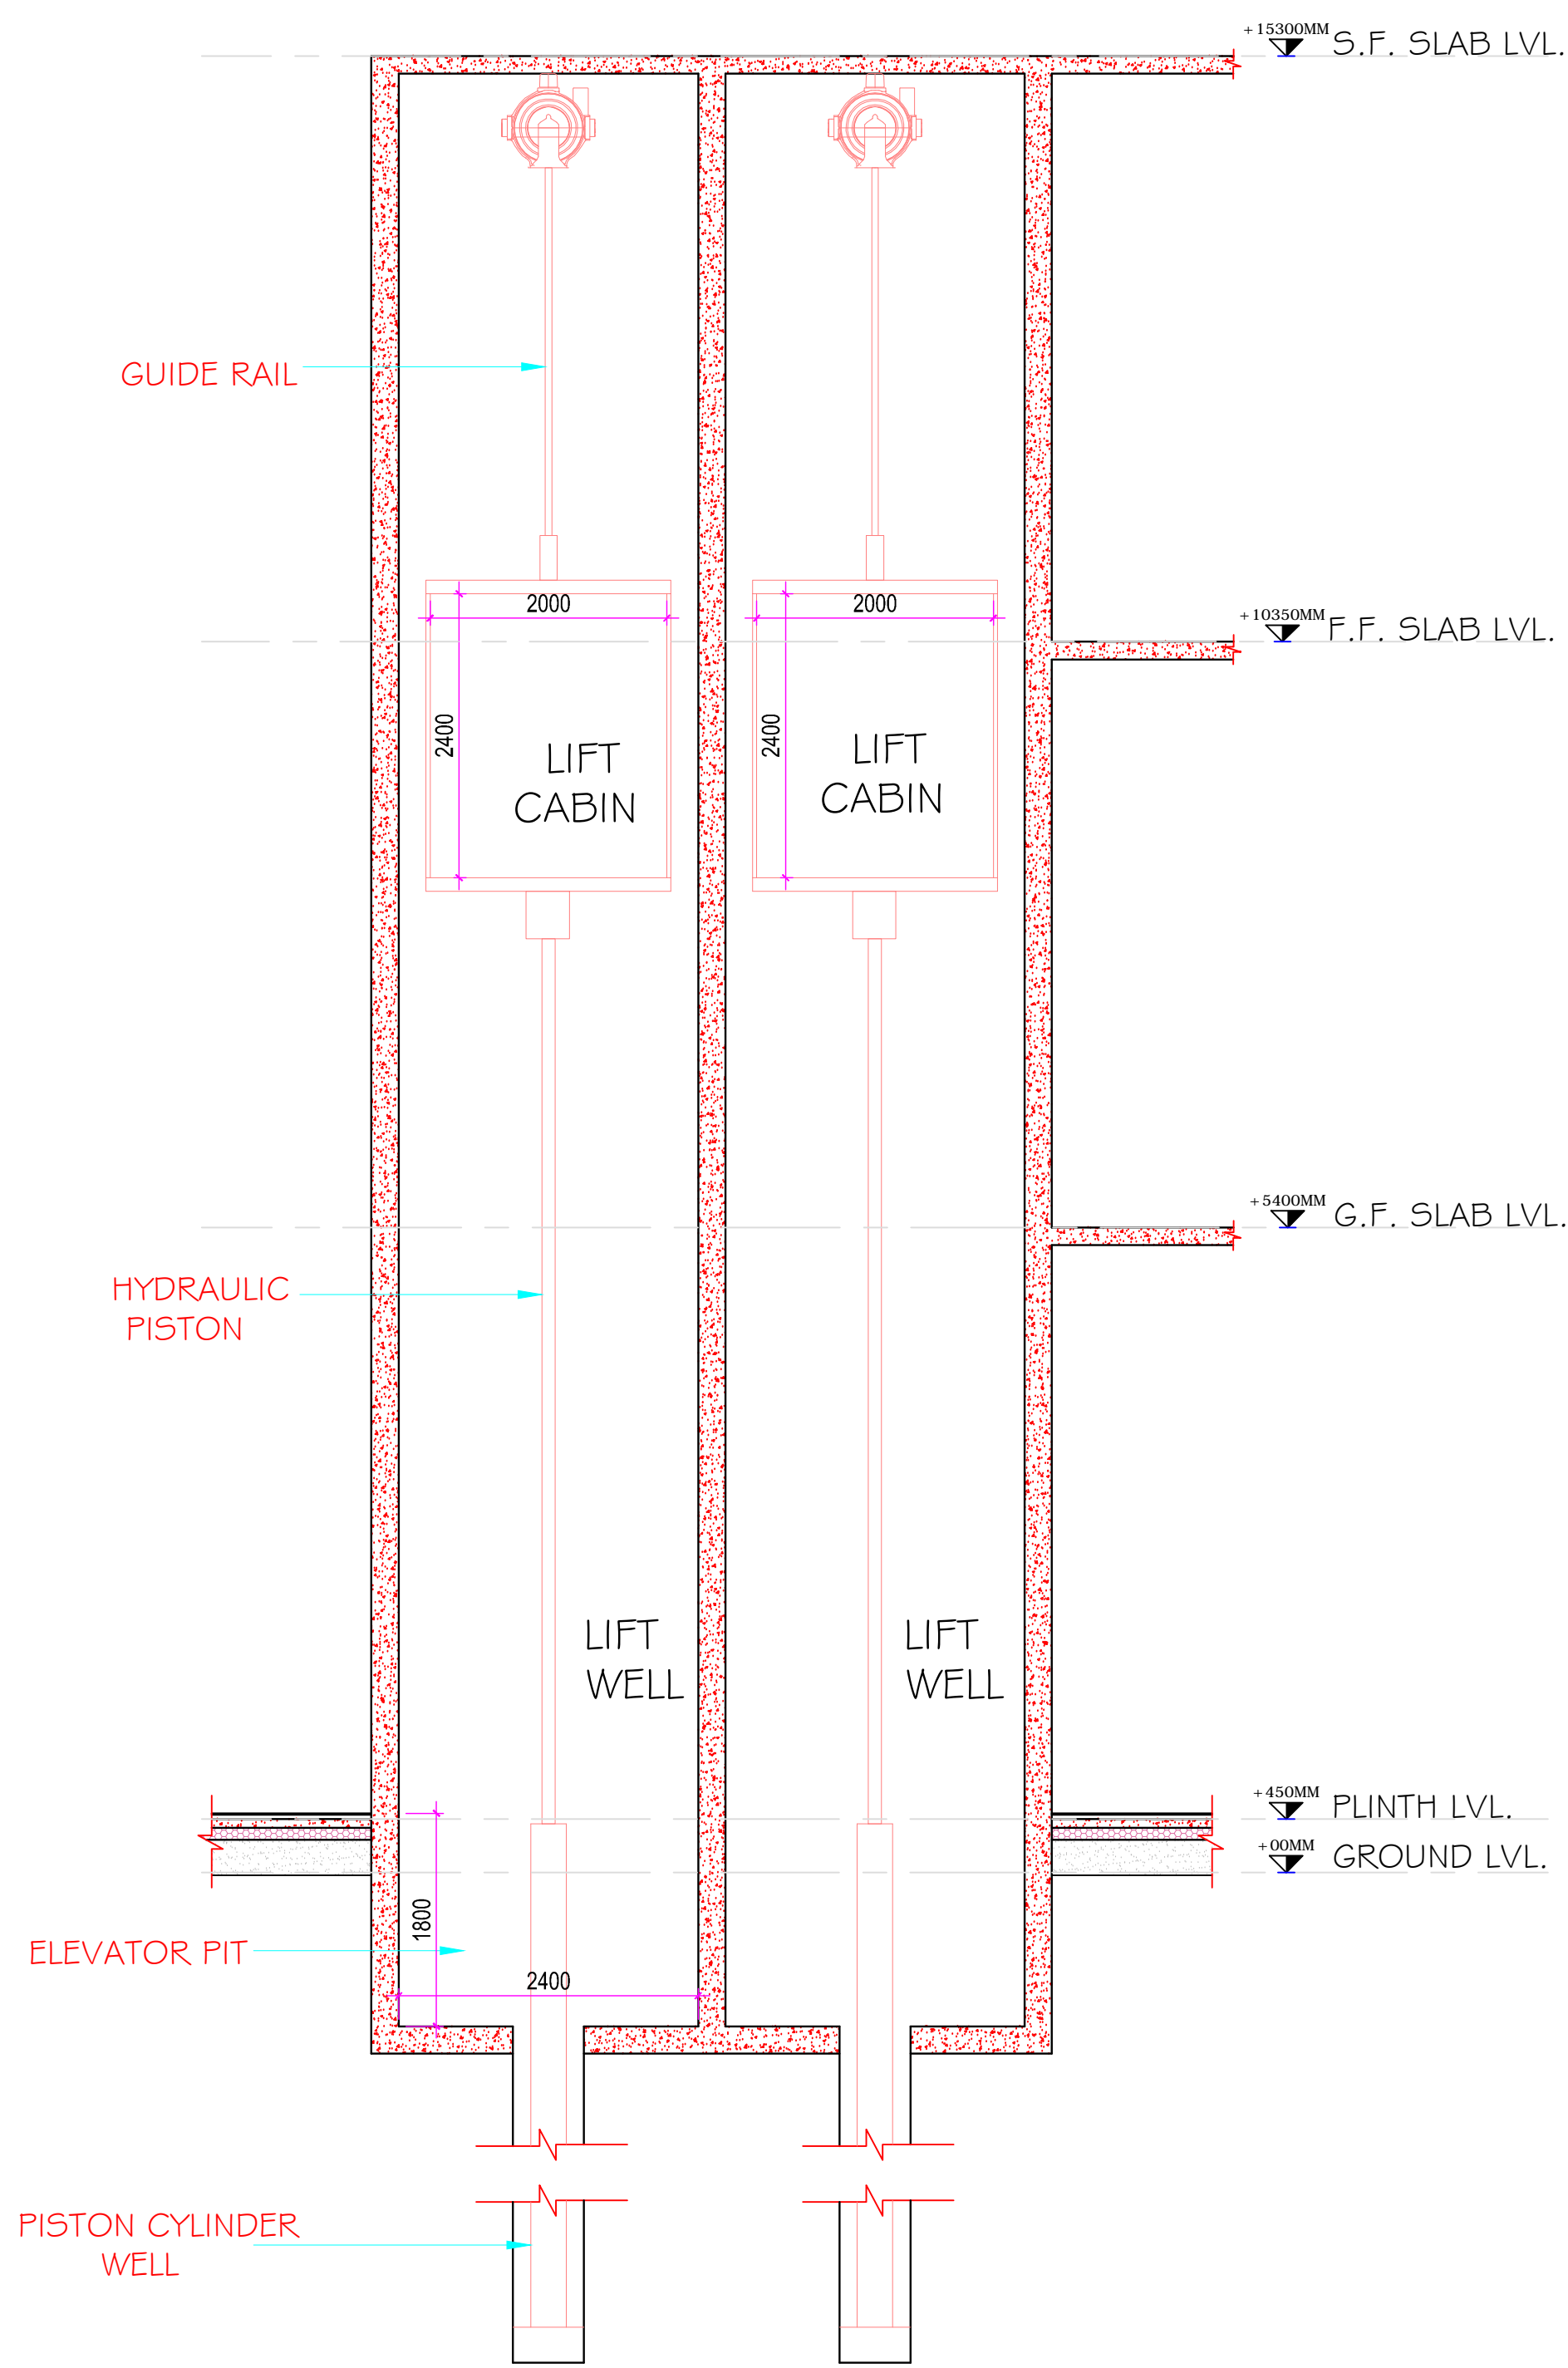 +15300MM
S.F. SLAB LVL.
GUIDE RAIL
2000
2000
+10350MM
F.F. SLAB LVL.
2400
2400
LIFT
CABIN
LIFT
CABIN
+5400MM
G.F. SLAB LVL.
HYDRAULIC
PISTON
LIFT
WELL
LIFT
WELL
+450MM
PLINTH LVL.
+00MM
GROUND LVL.
1800
ELEVATOR PIT
2400
PISTON CYLINDER
WELL